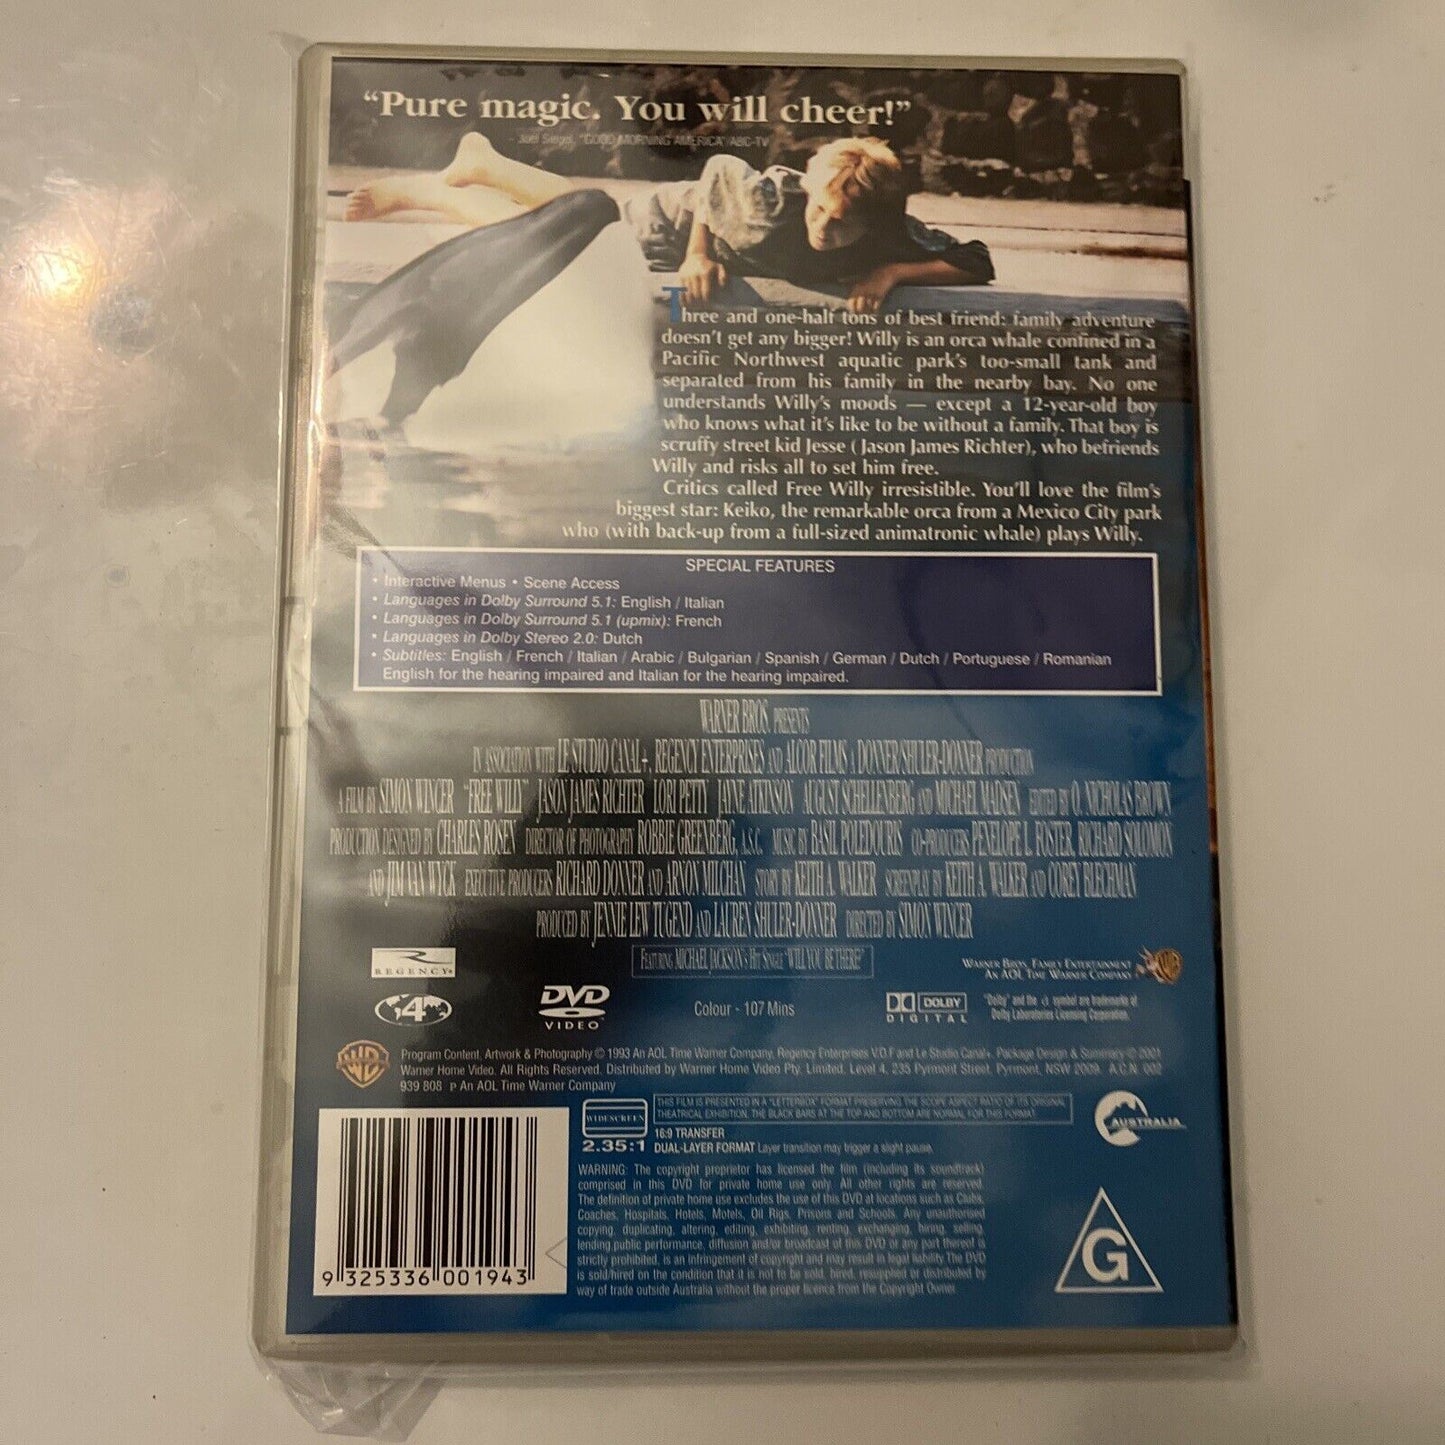 “Pure magic. You will cheer!”
- Joel Siegel, "GOOD MORNING AMERICA"/ABC-TV
Three and one-half tons of best friend: family adventure
doesn't get any bigger! Willy is an orca whale confined in a
Pacific Northwest aquatic park's too-small tank and
separated from his family in the nearby bay. No one
understands Willy's moods — except a 12-year-old boy
who knows what it's like to be without a family. That boy is
scruffy street kid Jesse ( Jason James Richter), who befriends
Willy and risks all to set him free.
Critics called Free Willy irresistible. You'll love the film's
biggest star: Keiko, the remarkable orca from a Mexico City park
who (with back-up from a full-sized animatronic whale) plays Willy.
SPECIAL FEATURES
• Interactive Menus • Scene Access
• Languages in Dolby Surround 5.1: English / Italian
• Languages in Dolby Surround 5.1 (upmix): French
• Languages in Dolby Stereo 2.0: Dutch
• Subtitles: English / French / Italian / Arabic / Bulgarian / Spanish / German / Dutch / Portuguese / Romanian
English for the hearing impaired and Italian for the hearing impaired.
WARNER BROS. PRESENTS
IN ASSOCIATION WITH LE STUDIO CANAL+, REGENCY ENTERPRISES AND ALCOR FILMS A DONNER/SHULER-DONNER PRODUCTION
A FILM BY SIMON WINCER "FREE WILLY" JASON JAMES RICHTER LORI PETTY JAYNE ATKINSON AUGUST SCHELLENBERG AND MICHAEL MADSEN EDITED BY O. NICHOLAS BROWN
PRODUCTION DESIGNED BY CHARLES ROSEN DIRECTOR OF PHOTOGRAPHY ROBBIE GREENBERG, A.S.C. MUSIC BY BASIL POLEDOURIS CO-PRODUCERS PENELOPE L. FOSTER, RICHARD SOLOMON
AND JIM VAN WYCK EXECUTIVE PRODUCERS RICHARD DONNER AND ARNON MILCHAN STORY BY KEITH A. WALKER SCREENPLAY BY KEITH A. WALKER AND COREY BLECHMAN
PRODUCED BY JENNIE LEW TUGEND AND LAUREN SHULER-DONNER DIRECTED BY SIMON WINCER
FEATURING MICHAEL JACKSON'S HIT SINGLE "WILL YOU BE THERE"
REGENCY®
WARNER BROS. FAMILY ENTERTAINMENT
AN AOL TIME WARNER COMPANY
4
DVD
VIDEO™
Colour - 107 Mins
DOLBY
DIGITAL
"Dolby" and the symbol are trademarks of
Dolby Laboratories Licensing Corporation.
Program Content, Artwork & Photography © 1993 An AOL Time Warner Company, Regency Enterprises V.O.F and Le Studio Canal+. Package Design & Summary © 2001
Warner Home Video. All Rights Reserved. Distributed by Warner Home Video Pty. Limited. Level 4, 235 Pyrmont Street, Pyrmont, NSW 2009. A.C.N. 002
939 808 P An AOL Time Warner Company
WIDESCREEN
2.35:1
THIS FILM IS PRESENTED IN A "LETTERBOX" FORMAT PRESERVING THE SCOPE ASPECT RATIO OF ITS ORIGINAL
THEATRICAL EXHIBITION. THE BLACK BARS AT THE TOP AND BOTTOM ARE NORMAL FOR THIS FORMAT.
16:9 TRANSFER
DUAL-LAYER FORMAT Layer transition may trigger a slight pause.
AUSTRALIA
WARNING: The copyright proprietor has licensed the film (including its soundtrack)
comprised in this DVD for private home use only. All other rights are reserved.
The definition of private home use excludes the use of this DVD at locations such as Clubs,
Coaches, Hospitals, Hotels, Motels, Oil Rigs, Prisons and Schools. Any unauthorised
copying, duplicating, altering, editing, exhibiting, renting, exchanging, hiring, selling,
lending,public performance, diffusion and/or broadcast of this DVD or any part thereof is
strictly prohibited, is an infringement of copyright and may result in legal liability. The DVD
is sold/hired on the condition that it is not to be sold, hired, resupplied or distributed by
way of trade outside Australia without the proper licence from the Copyright Owner.
G
9 325336 001943